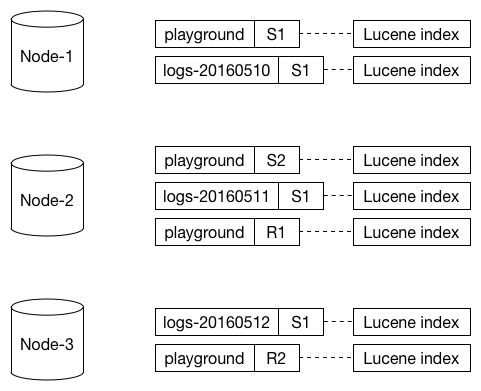 Node-1
playground S1 Lucene index
logs-20160510 S1 Lucene index
Node-2
playground S2 Lucene index
logs-20160511 S1 Lucene index
playground R1 Lucene index
Node-3
logs-20160512 S1 Lucene index
playground R2 Lucene index